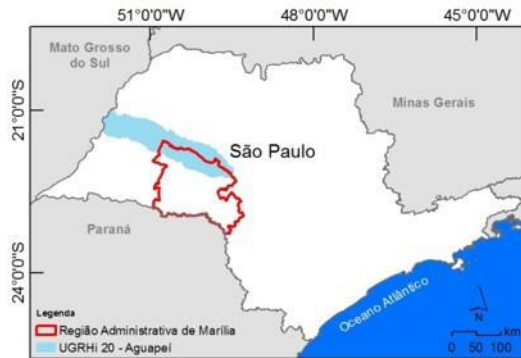 51°0'0"W 48°0'0"W 45°0'0"W
Mato Grosso
do Sul
Minas Gerais
21°0'0"S
São Paulo
Paraná
24°0'0"S
Oceano Atlântico
N
Legenda
Região Administrativa de Marília
UGRHi 20 - Aguapeí
km
0 50 100